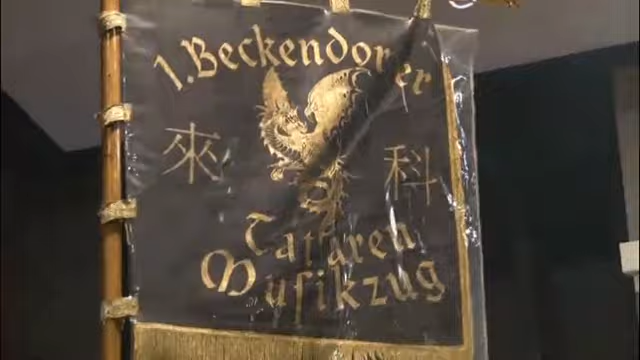 1. Beckendorfer
來 科
Tataren
Musikzug